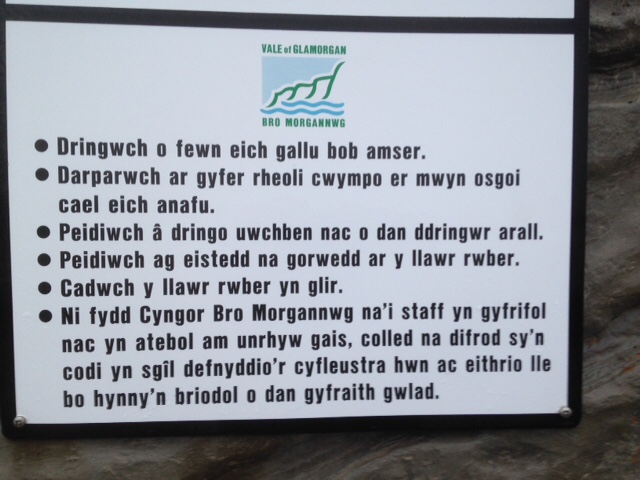 VALE of GLAMORGAN
BRO MORGANNWG
● Dringwch o fewn eich gallu bob amser.
● Darparwch ar gyfer rheoli cwympo er mwyn osgoi
cael eich anafu.
● Peidiwch â dringo uwchben nac o dan ddringwr arall.
● Peidiwch ag eistedd na gorwedd ar y llawr rwber.
● Cadwch y llawr rwber yn glir.
● Ni fydd Cyngor Bro Morgannwg na'i staff yn gyfrifol
nac yn atebol am unrhyw gais, colled na difrod sy'n
codi yn sgîl defnyddio'r cyfleustra hwn ac eithrio lle
bo hynny'n briodol o dan gyfraith gwlad.